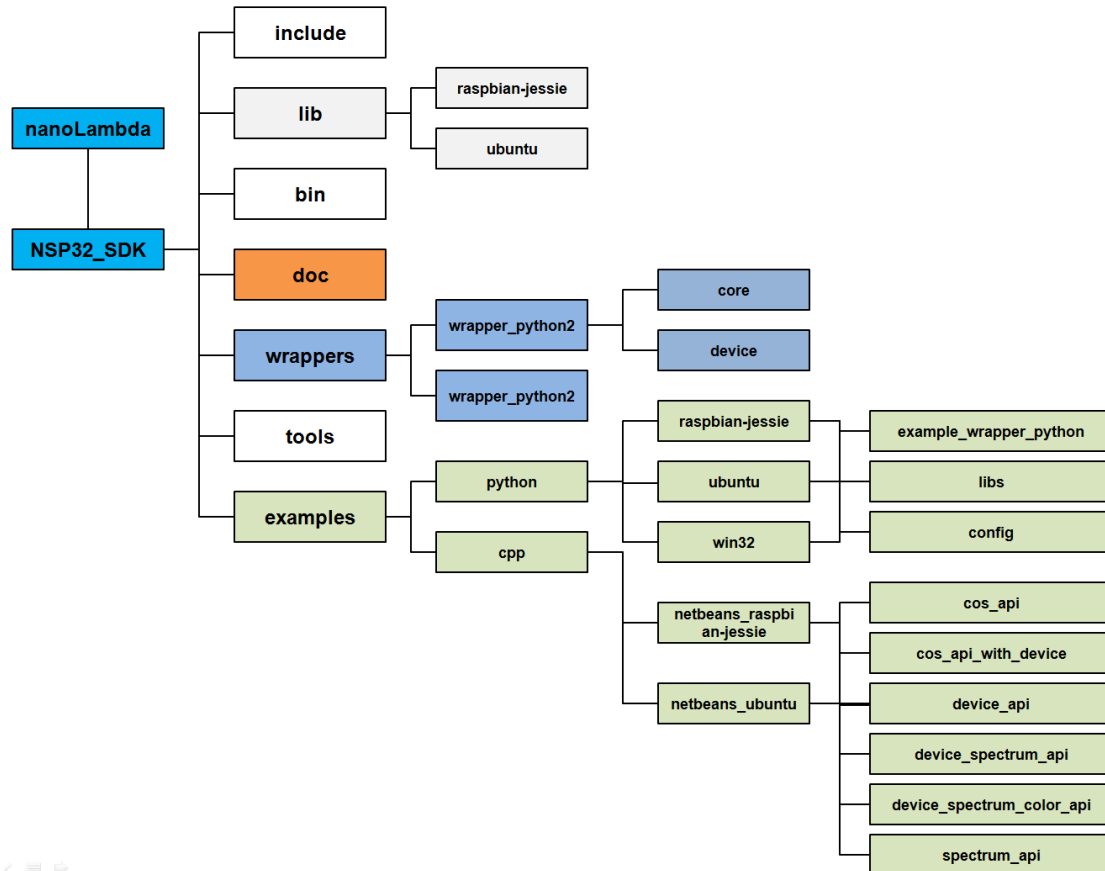 include
lib
raspbian-jessie
ubuntu
nanoLambda
bin
NSP32_SDK
doc
wrappers
wrapper_python2
core
device
wrapper_python2
tools
examples
python
raspbian-jessie
ubuntu
win32
example_wrapper_python
libs
config
cpp
netbeans_raspbi
an-jessie
netbeans_ubuntu
cos_api
cos_api_with_device
device_api
device_spectrum_api
device_spectrum_color_api
spectrum_api